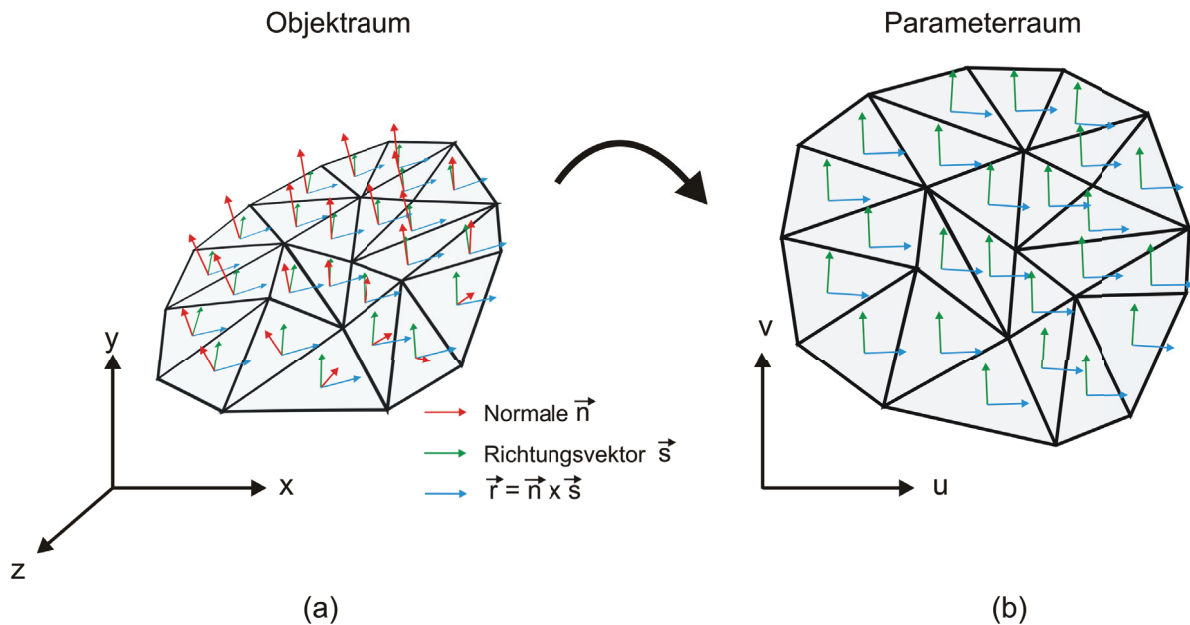 Objektraum
Parameterraum
y
x
z
Normale n⃗
Richtungsvektor s⃗
r⃗ = n⃗ x s⃗
v
u
(a)
(b)